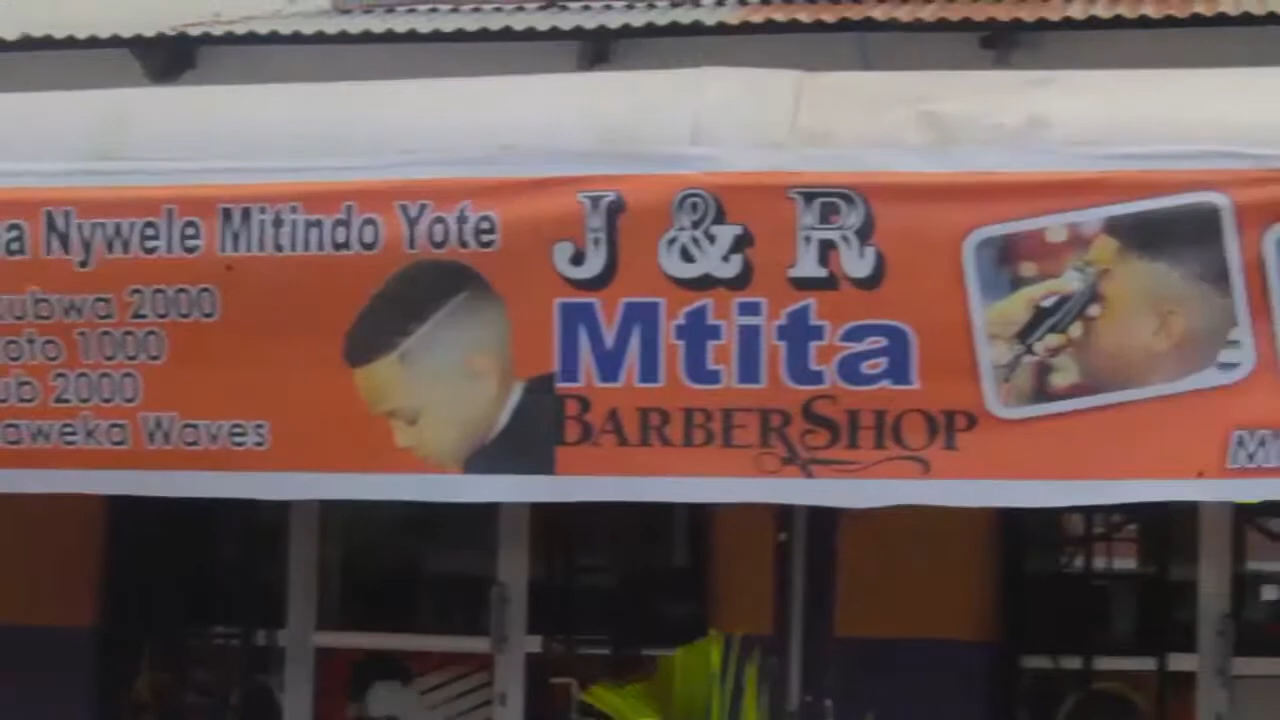 Nywele Mitindo Yote
2000
1000
2000
Waves
J & R
Mtita
BARBERSHOP